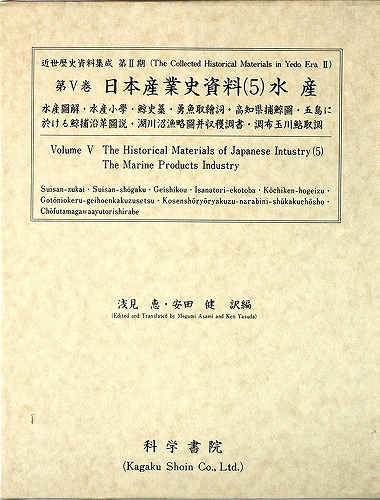 近世歴史資料集成 第Ⅱ期 (The Collected Historical Materials in Yedo Era Ⅱ)
第Ⅴ巻 日本産業史資料(5)水 産
水産圖解・水産小學・鯨史稾・勇魚取繪詞・高知県捕鯨圖・五島に
於ける鯨捕沿革圖説・湖川沼漁略圖并収穫調書・調布玉川鮎取調
Volume V The Historical Materials of Japanese Intustry (5)
The Marine Products Industry
Suisan-zukai・Suisan-shōgaku・Geishikou・Isanatori-ekotoba・Kōchiken-hogeizu・
Gotōniokeru-geihoenkakuzusetsu・Kosenshōryōryakuzu-narabini-shūkakuchōsho・
Chōfutamagawaayutorishirabe
浅見 恵・安田 健 訳編
(Edited and Translated by Megumi Asami and Ken Yasuda)
科学書院
(Kagaku Shoin Co., Ltd.)